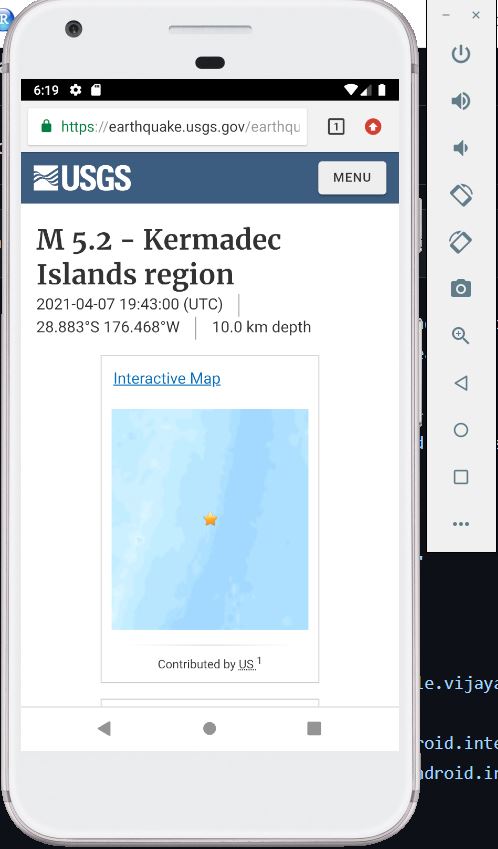 6:19
https://earthquake.usgs.gov/earthqu
1
USGS
MENU
M 5.2 - Kermadec
Islands region
2021-04-07 19:43:00 (UTC)
28.883°S 176.468°W
10.0 km depth
Interactive Map
Contributed by US 1
le.vijaya
roid.inte
droid.in